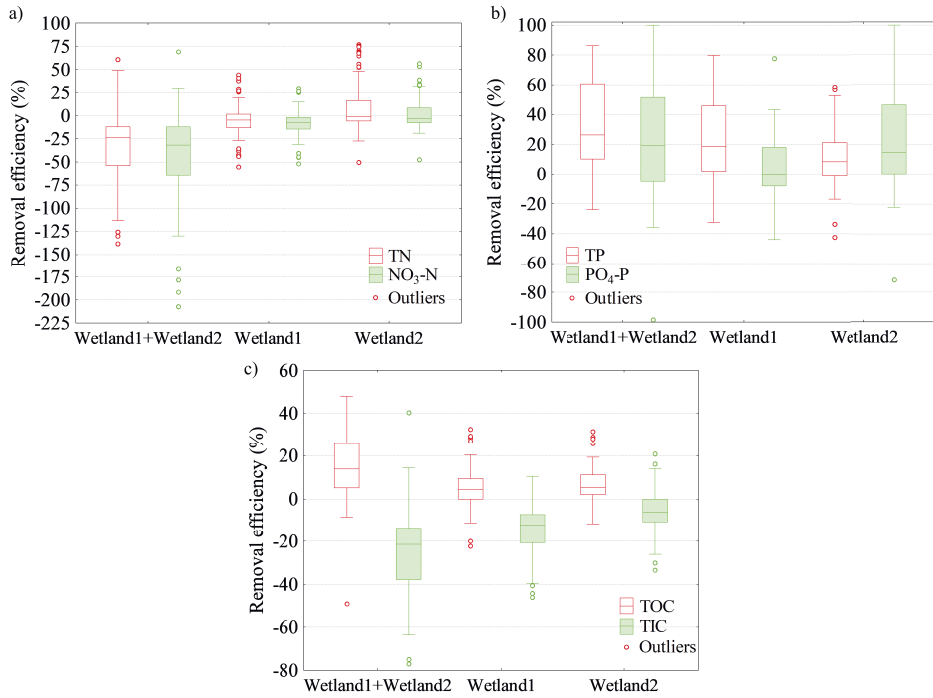 a)
100
75
50
25
0
-25
-50
-75
-100
-125
-150
-175
-200
-225
Removal efficiency (%)
TN
NO3-N
Outliers
Wetland1+Wetland2 Wetland1 Wetland2
b)
100
80
60
40
20
0
-20
-40
-60
-80
-100
Removal efficiency (%)
TP
PO4-P
Outliers
Wetland1+Wetland2 Wetland1 Wetland2
c)
60
40
20
0
-20
-40
-60
-80
Removal efficiency (%)
TOC
TIC
Outliers
Wetland1+Wetland2 Wetland1 Wetland2